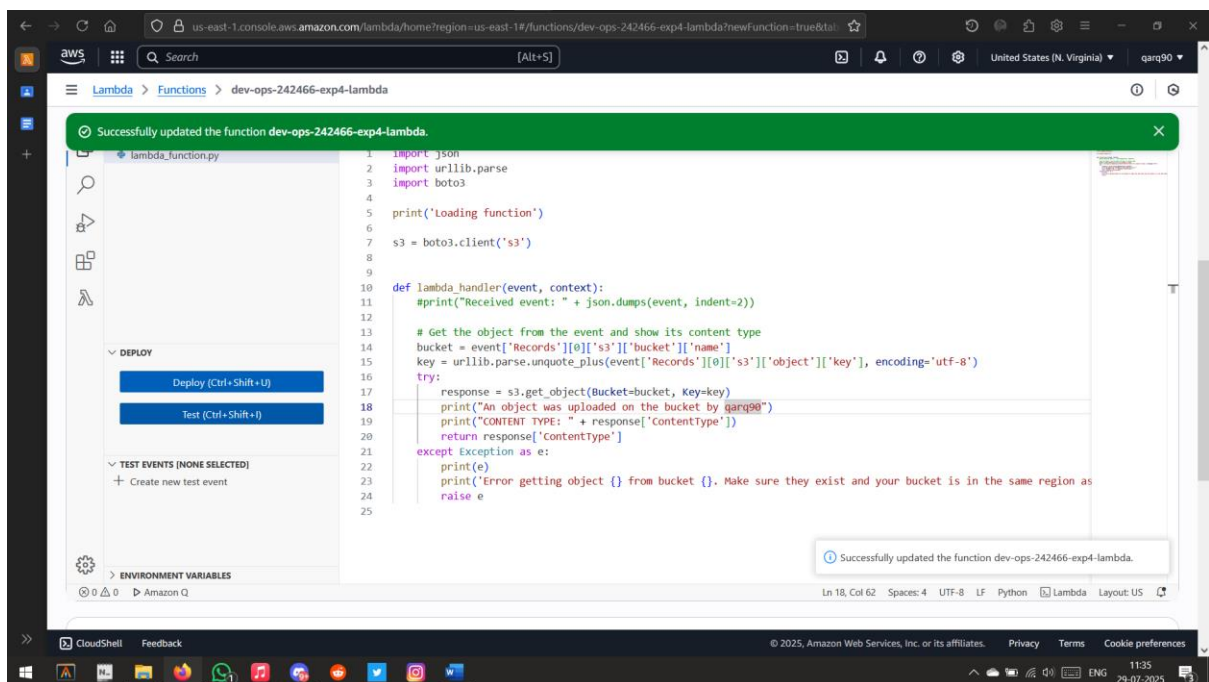 us-east-1.console.aws.amazon.com/lambda/home?region=us-east-1#/functions/dev-ops-242466-exp4-lambda?newFunction=true&tab
aws
Search
[Alt+S]
United States (N. Virginia)
qarq90
Lambda > Functions > dev-ops-242466-exp4-lambda
Successfully updated the function dev-ops-242466-exp4-lambda.
lambda_function.py
1 import json
2 import urllib.parse
3 import boto3
4
5 print('Loading function')
6
7 s3 = boto3.client('s3')
8
9
10 def lambda_handler(event, context):
11 #print("Received event: " + json.dumps(event, indent=2))
12
13 # Get the object from the event and show its content type
14 bucket = event['Records'][0]['s3']['bucket']['name']
15 key = urllib.parse.unquote_plus(event['Records'][0]['s3']['object']['key'], encoding='utf-8')
16 try:
17 response = s3.get_object(Bucket=bucket, Key=key)
18 print("An object was uploaded on the bucket by qarq90")
19 print("CONTENT TYPE: " + response['ContentType'])
20 return response['ContentType']
21 except Exception as e:
22 print(e)
23 print('Error getting object {} from bucket {}. Make sure they exist and your bucket is in the same region as
24 raise e
25
DEPLOY
Deploy (Ctrl+Shift+U)
Test (Ctrl+Shift+I)
TEST EVENTS [NONE SELECTED]
+ Create new test event
ENVIRONMENT VARIABLES
Successfully updated the function dev-ops-242466-exp4-lambda.
0 0 Amazon Q
Ln 18, Col 62 Spaces: 4 UTF-8 LF Python Lambda Layout: US
CloudShell Feedback
© 2025, Amazon Web Services, Inc. or its affiliates. Privacy Terms Cookie preferences
ENG
11:35
29-07-2025